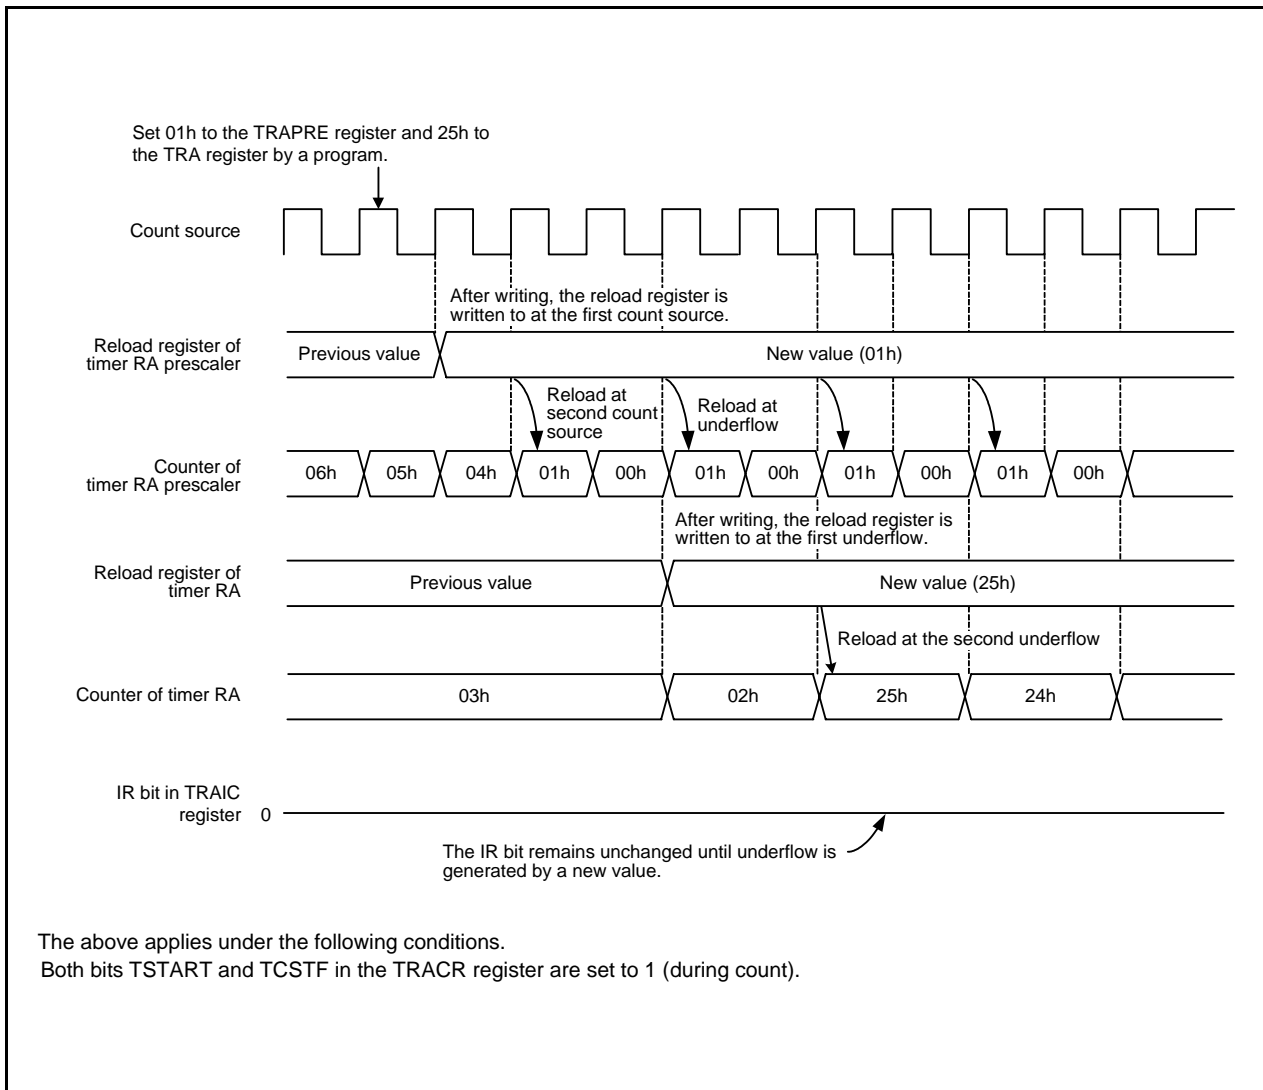 Set 01h to the TRAPRE register and 25h to
the TRA register by a program.
Count source
After writing, the reload register is
written to at the first count source.
Reload register of
timer RA prescaler
Previous value
New value (01h)
Reload at
second count
source
Reload at
underflow
Counter of
timer RA prescaler
06h 05h 04h 01h 00h 01h 00h 01h 00h 01h 00h
After writing, the reload register is
written to at the first underflow.
Reload register of
timer RA
Previous value
New value (25h)
Reload at the second underflow
Counter of timer RA
03h 02h 25h 24h
IR bit in TRAIC
register
0
The IR bit remains unchanged until underflow is
generated by a new value.
The above applies under the following conditions.
Both bits TSTART and TCSTF in the TRACR register are set to 1 (during count).